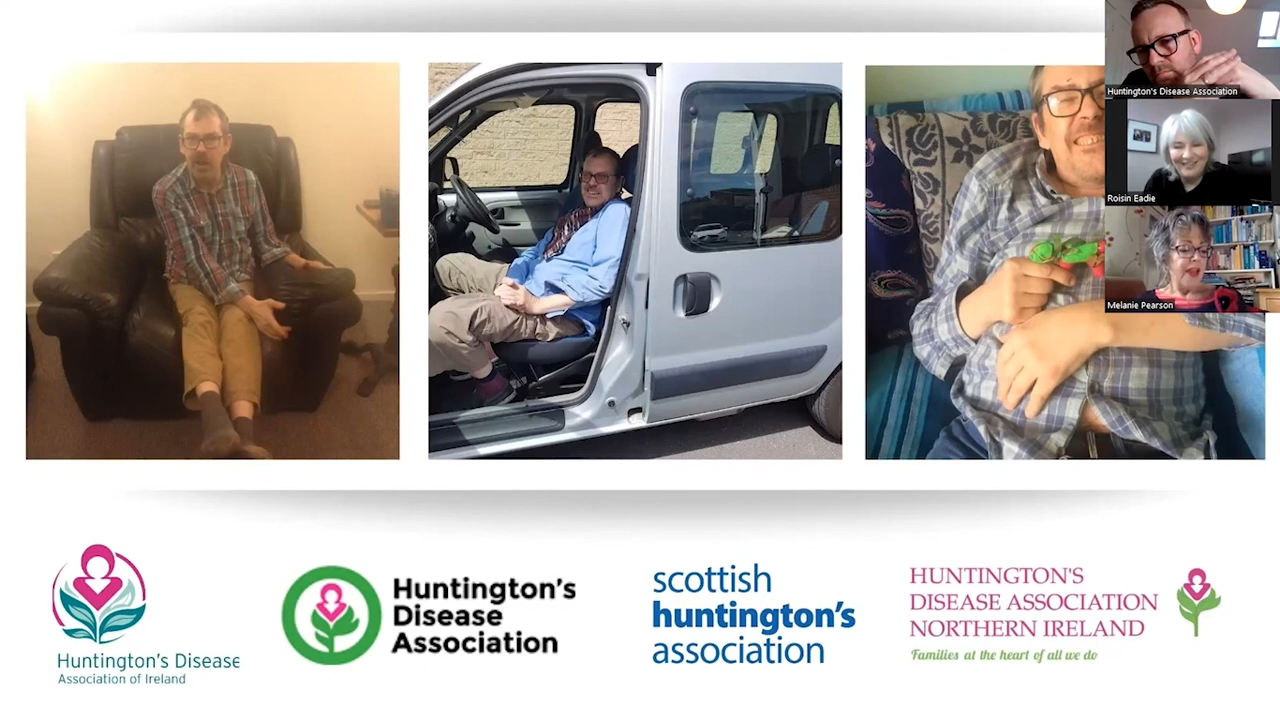 Huntington's Disease Association
Roisin Eadie
Melanie Pearson
Huntington's Disease
Association of Ireland
Huntington's
Disease
Association
scottish
huntington's
association
HUNTINGTON'S
DISEASE ASSOCIATION
NORTHERN IRELAND
Families at the heart of all we do